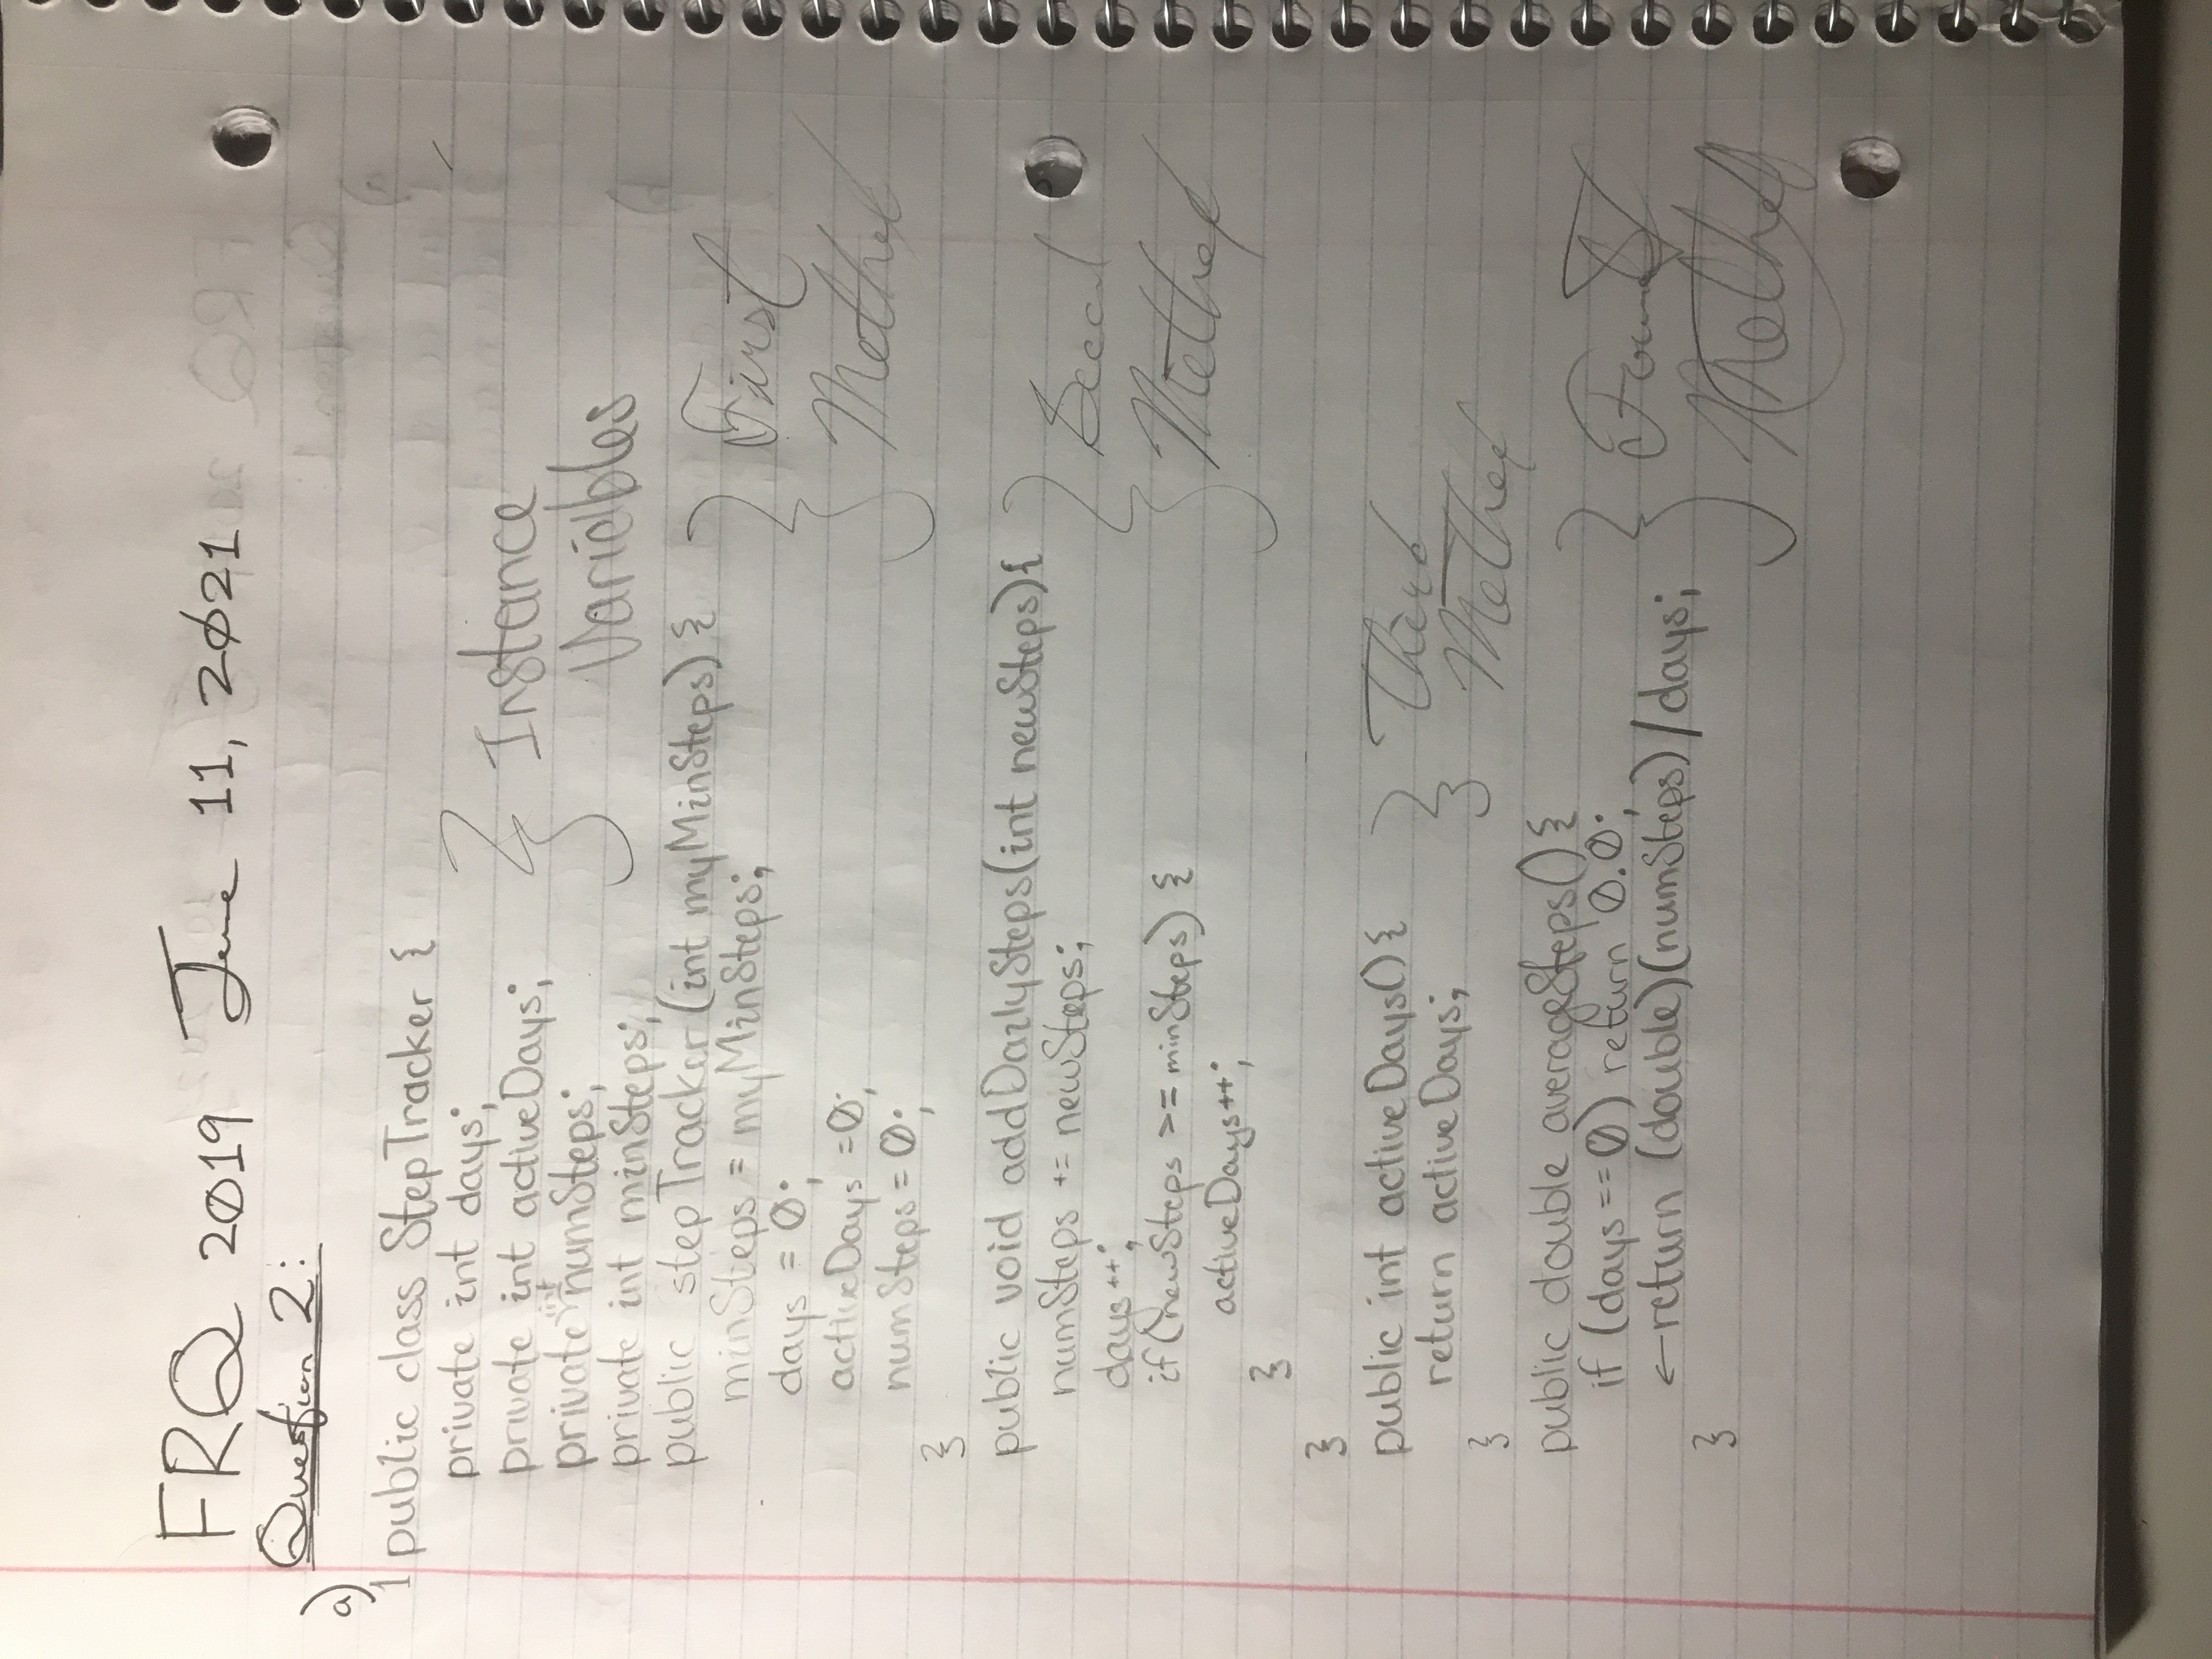 FRQ 2019 June 11, 2021
Question 2:
a)
1 public class StepTracker {
private int days;
private int activeDays;
private int numSteps;
private int minSteps;
Instance
Variables
public stepTracker(int myMinSteps) {
minSteps = myMinSteps;
days = 0;
activeDays = 0;
numSteps = 0;
}
First
Method
public void addDailySteps(int newSteps){
numSteps += newSteps;
days++;
if(newSteps >= minSteps) {
activeDays++;
}
}
Second
Method
public int activeDays(){
return activeDays;
}
Third
Method
public double averageSteps(){
if (days==0) return 0.0;
←return (double)(numSteps)/days;
}
Fourth
Method